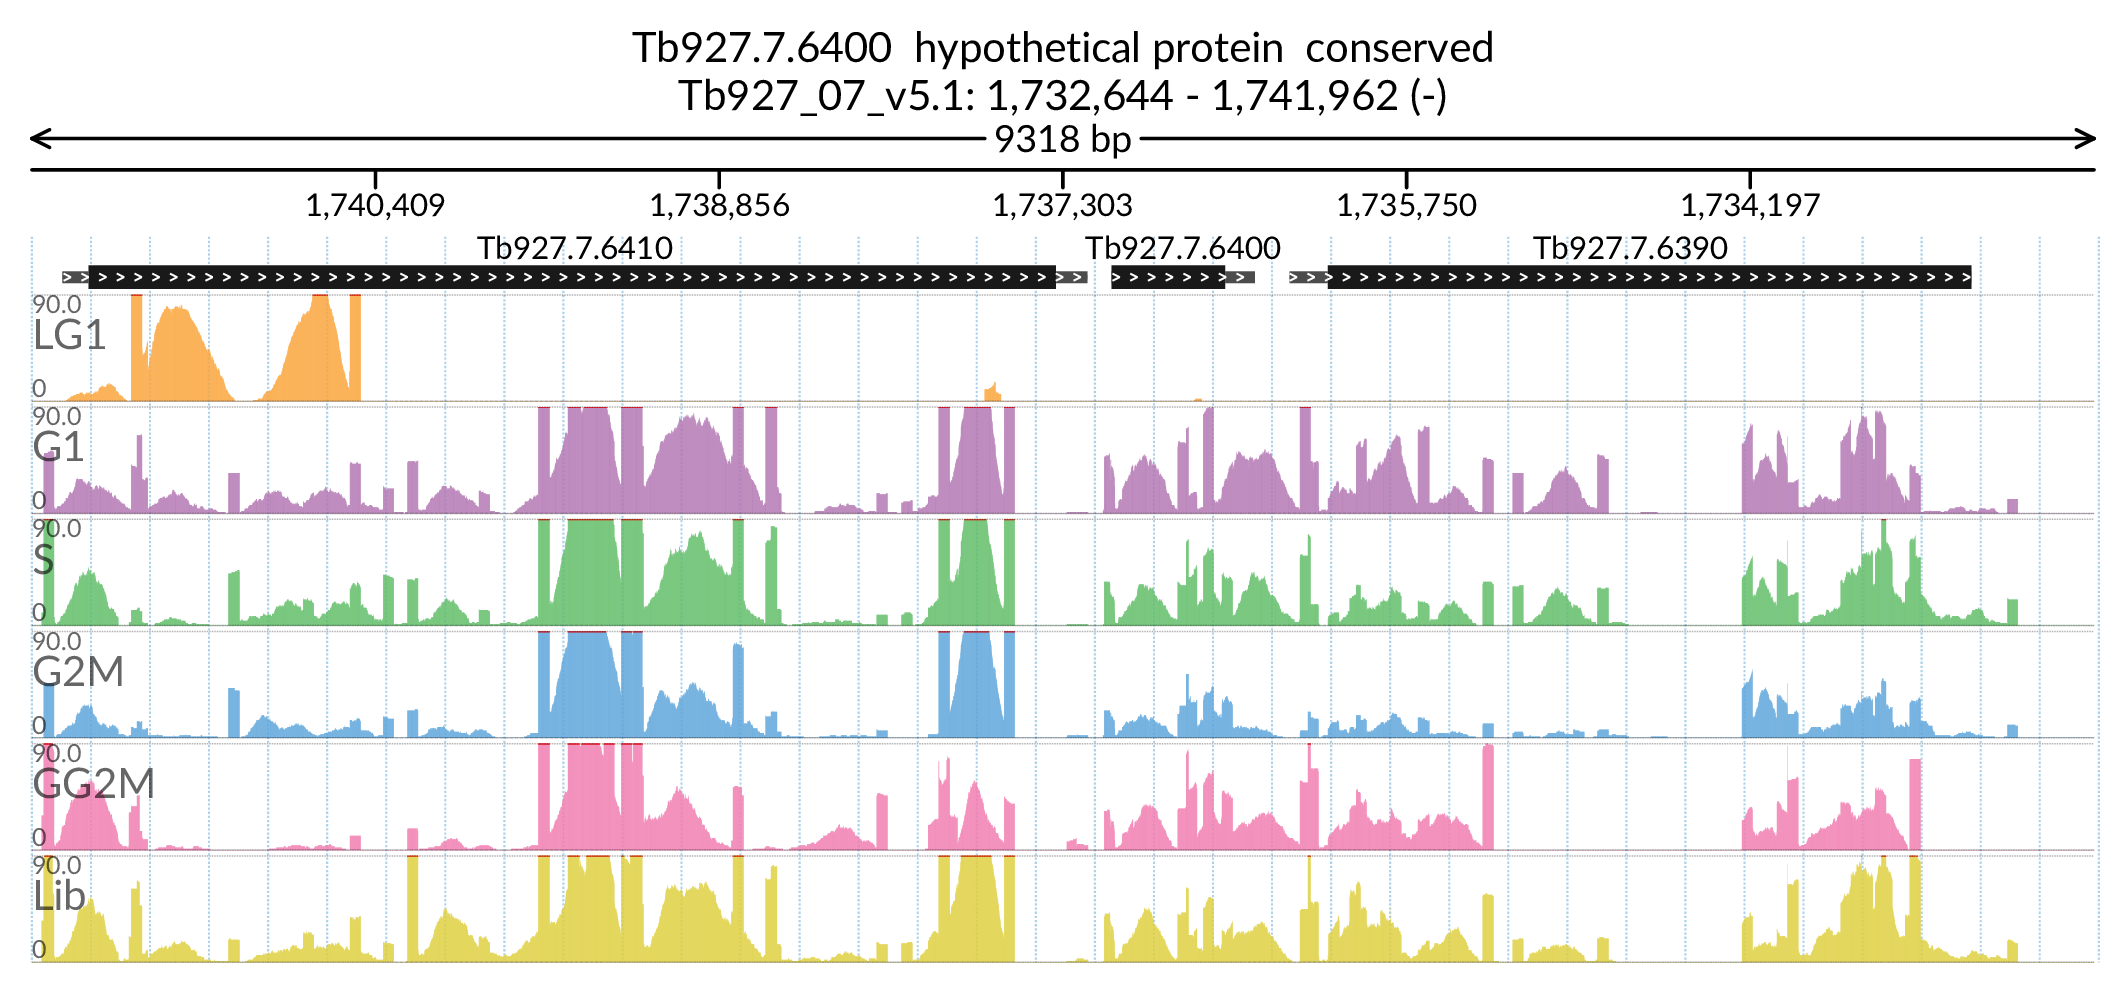 Tb927.7.6400  hypothetical protein  conserved
Tb927_07_v5.1: 1,732,644 - 1,741,962 (-)
9318 bp
1,740,409 1,738,856 1,737,303 1,735,750 1,734,197
Tb927.7.6410 Tb927.7.6400 Tb927.7.6390
90.0
LG1
0
90.0
G1
0
90.0
S
0
90.0
G2M
0
90.0
GG2M
0
90.0
Lib
0